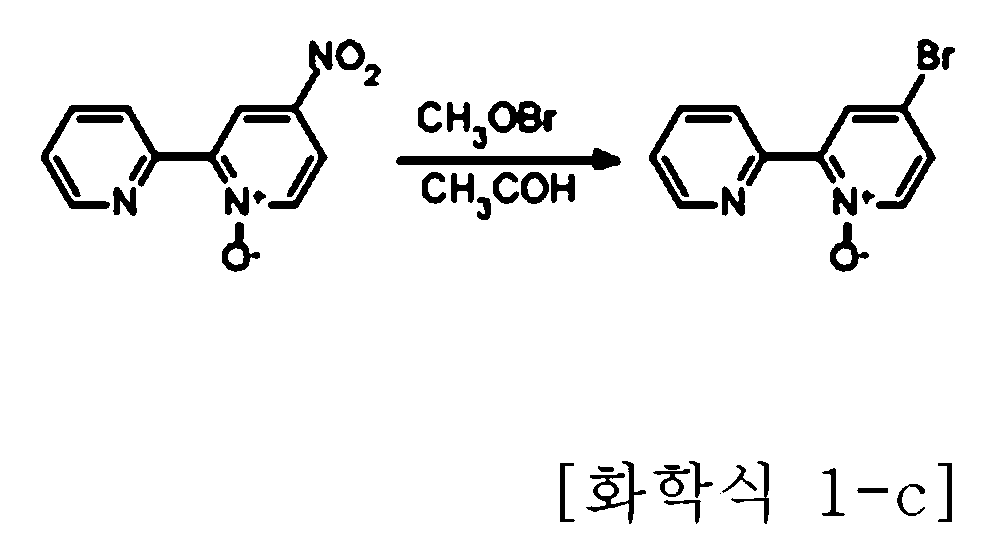 NO2 Br
CH3OBr
CH3COH
N N+ N N+
O- O-
[화학식 1-c]